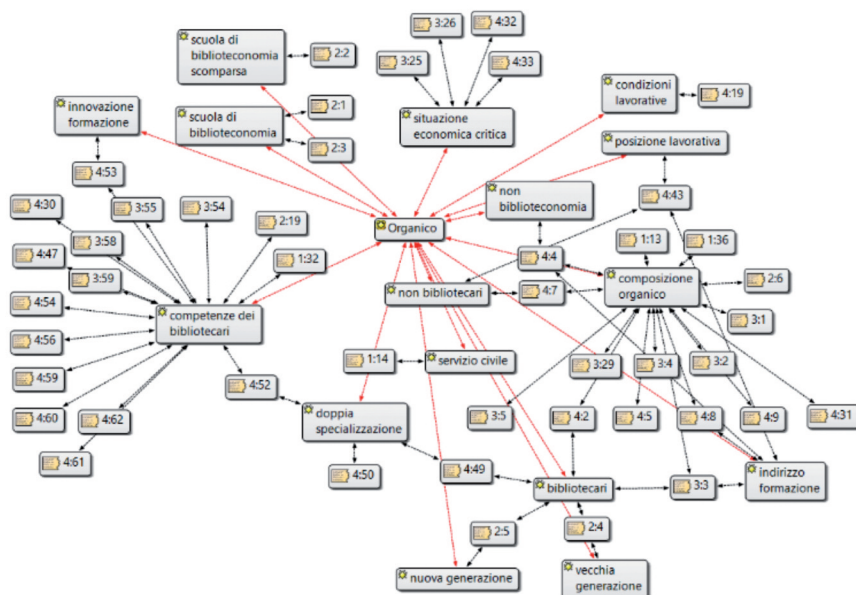 3:26
4:32
scuola di
biblioteconomia
scomparsa
2:2
3:25
4:33
condizioni
lavorative
4:19
innovazione
formazione
scuola di
biblioteconomia
2:1
2:3
situazione
economica critica
posizione lavorativa
4:53
non
biblioteconomia
4:43
4:30
3:55
3:54
2:19
Organico
1:13
1:36
4:47
3:58
1:32
4:4
3:59
non bibliotecari
4:7
composizione
organico
2:6
4:54
competenze dei
bibliotecari
3:1
4:56
1:14
servizio civile
3:29
3:4
3:2
4:59
4:52
4:60
4:62
doppia
specializzazione
3:5
4:2
4:5
4:8
4:9
4:31
4:61
4:50
4:49
bibliotecari
3:3
indirizzo
formazione
2:5
2:4
nuova generazione
vecchia
generazione